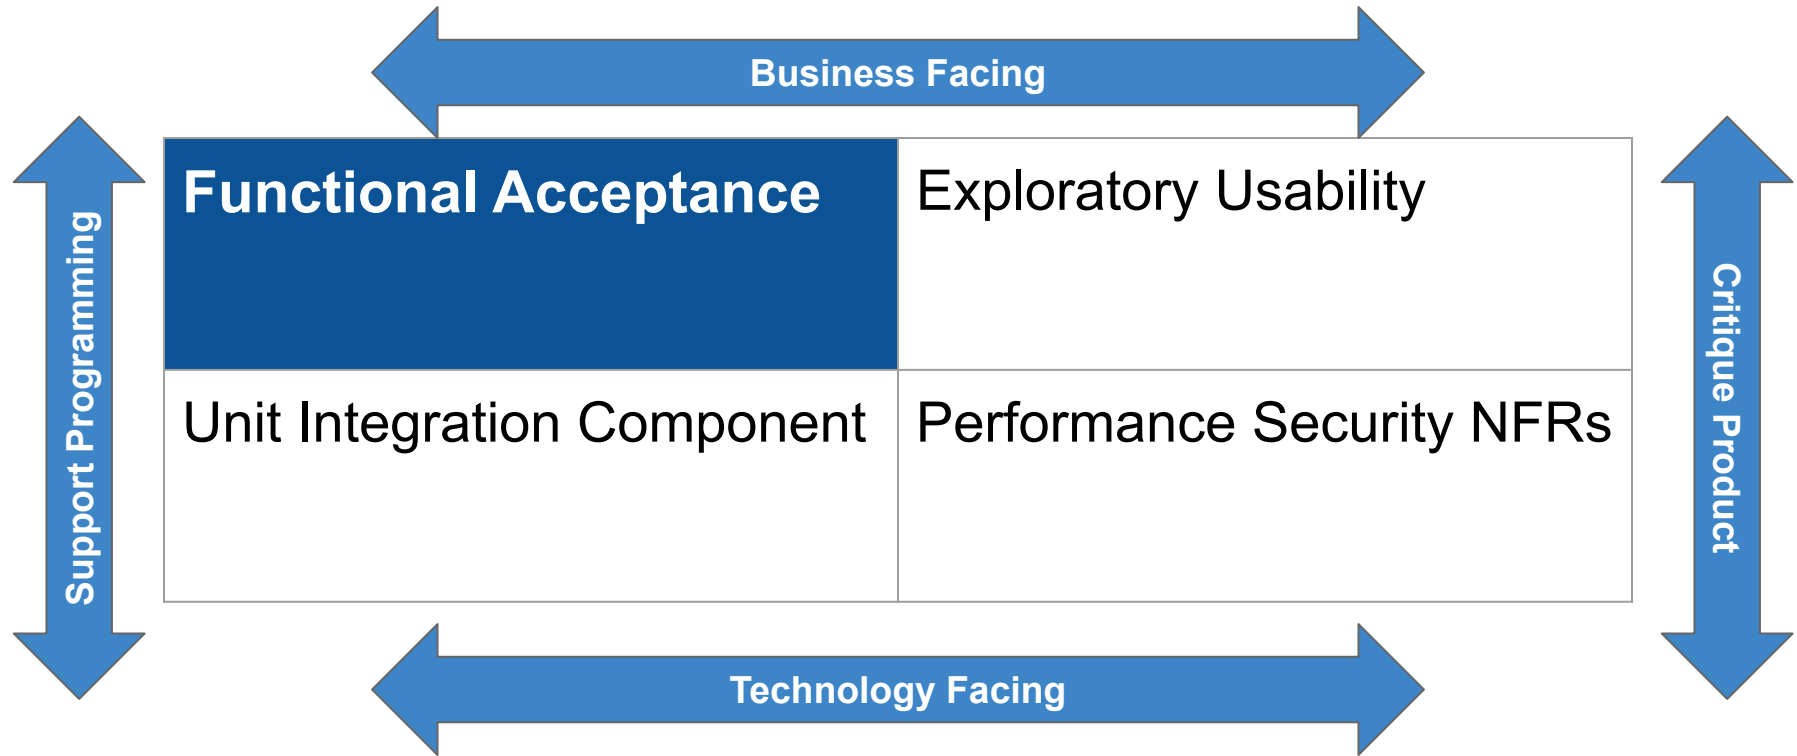 Business Facing
Support Programming
Functional Acceptance
Exploratory Usability
Critique Product
Unit Integration Component
Performance Security NFRs
Technology Facing